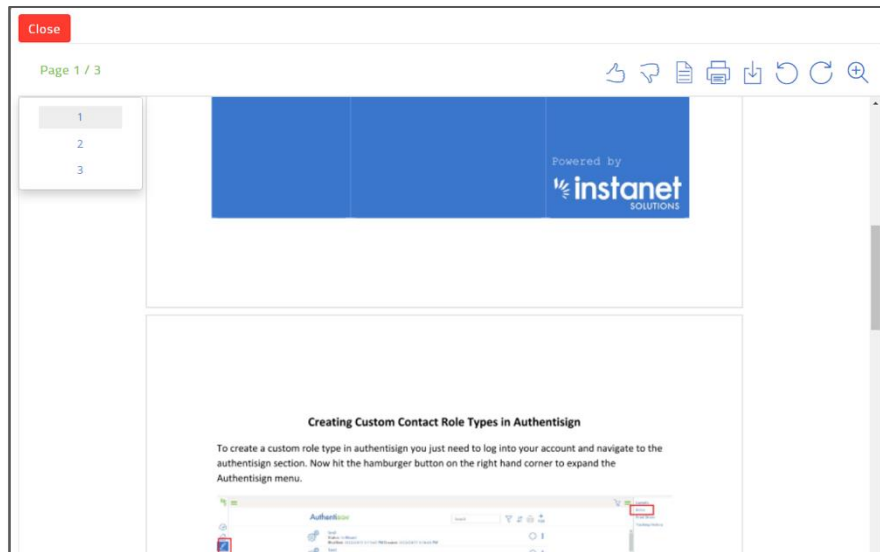 Close
Page 1 / 3
1
2
3
Powered by
instanet
SOLUTIONS
Creating Custom Contact Role Types in Authentisign
To create a custom role type in authentisign you just need to log into your account and navigate to the
authentisign section. Now hit the hamburger button on the right hand corner to expand the
Authentisign menu.
Authentisign
Search